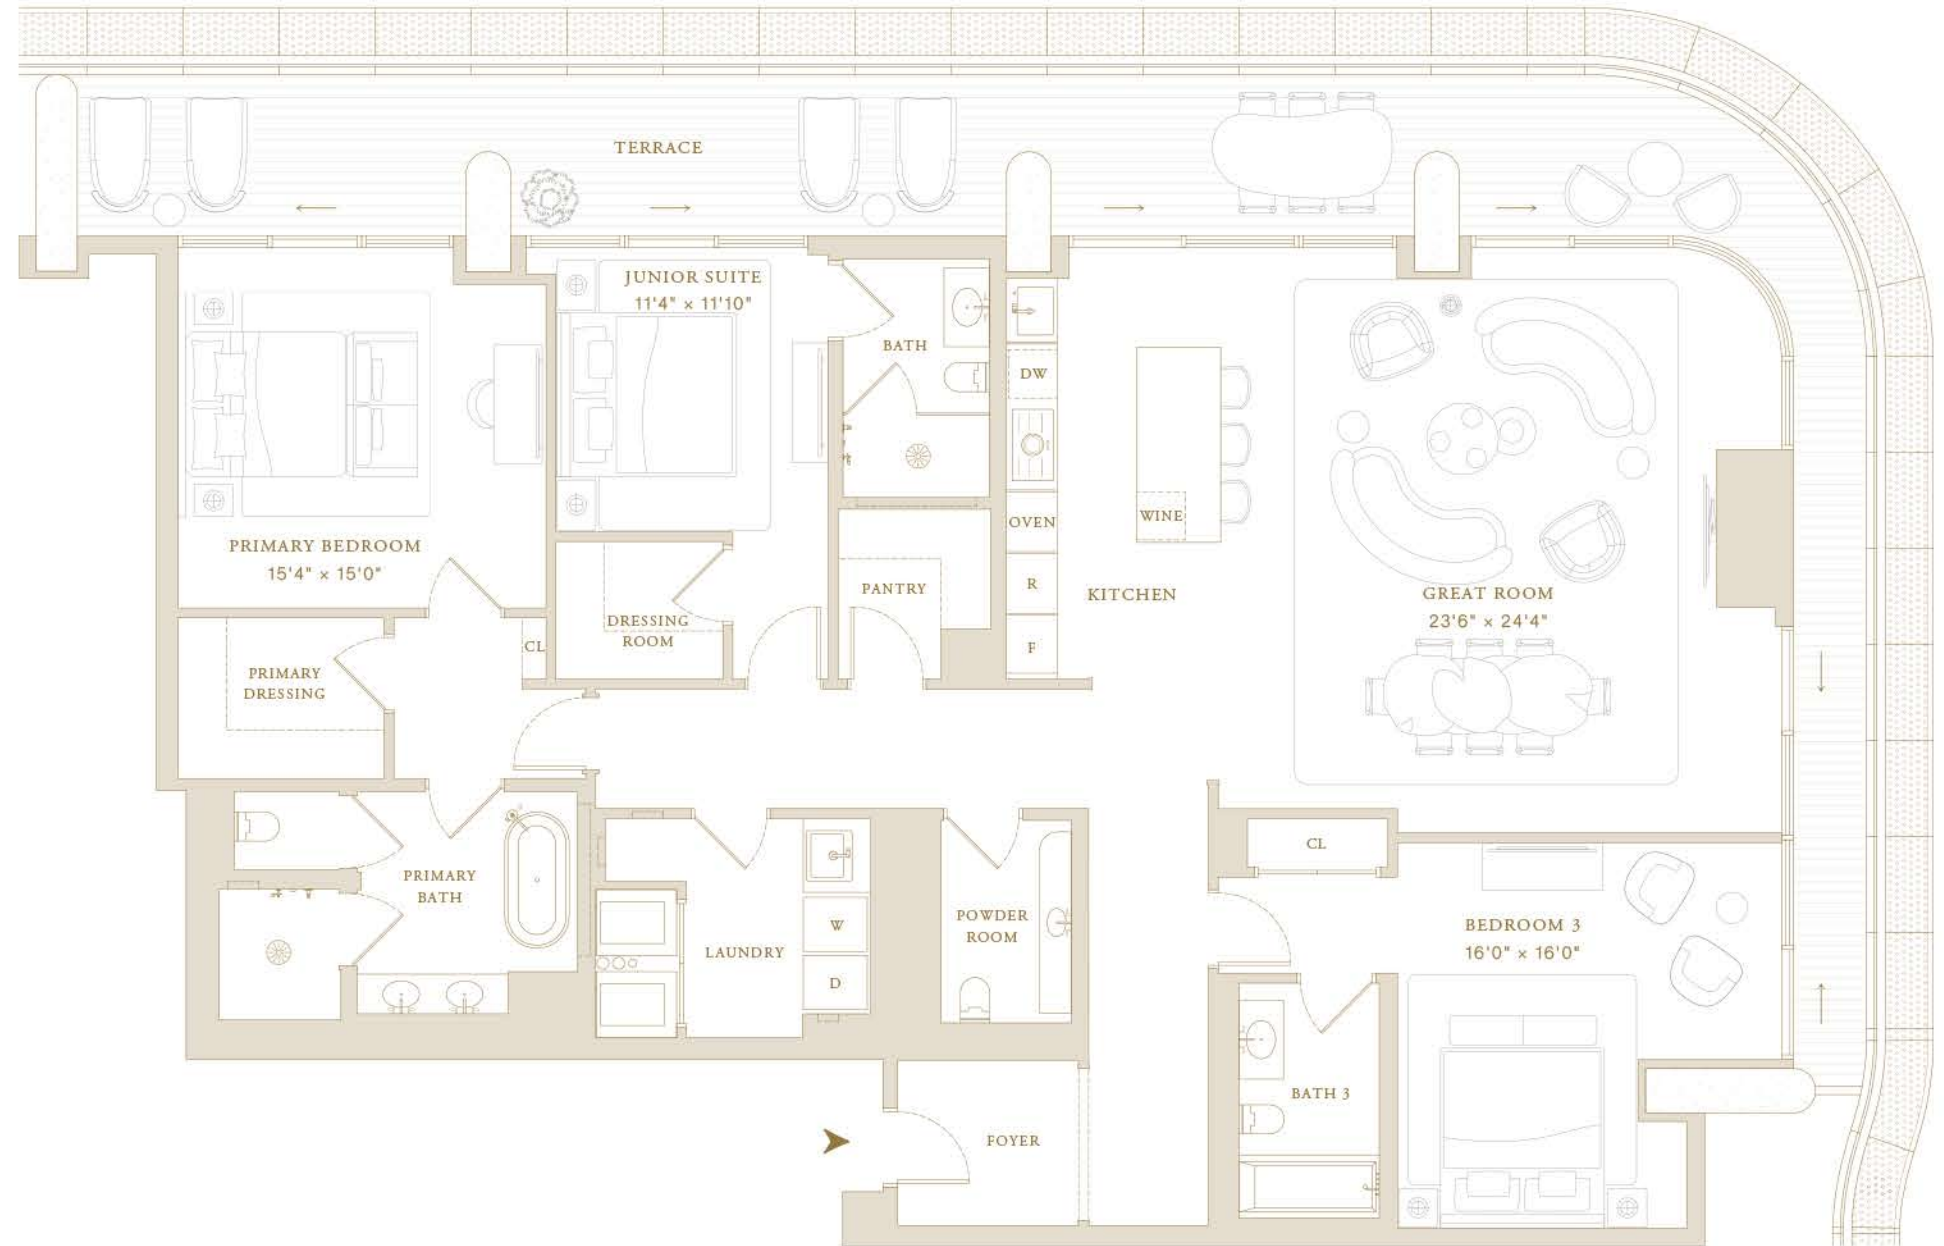 TERRACE
JUNIOR SUITE
11'4" × 11'10"
BATH
DW
WINE
OVEN
PRIMARY BEDROOM
15'4" × 15'0"
PANTRY
R
KITCHEN
GREAT ROOM
23'6" × 24'4"
DRESSING
ROOM
CL
F
PRIMARY
DRESSING
CL
PRIMARY
BATH
POWDER
ROOM
W
LAUNDRY
D
BEDROOM 3
16'0" × 16'0"
BATH 3
FOYER